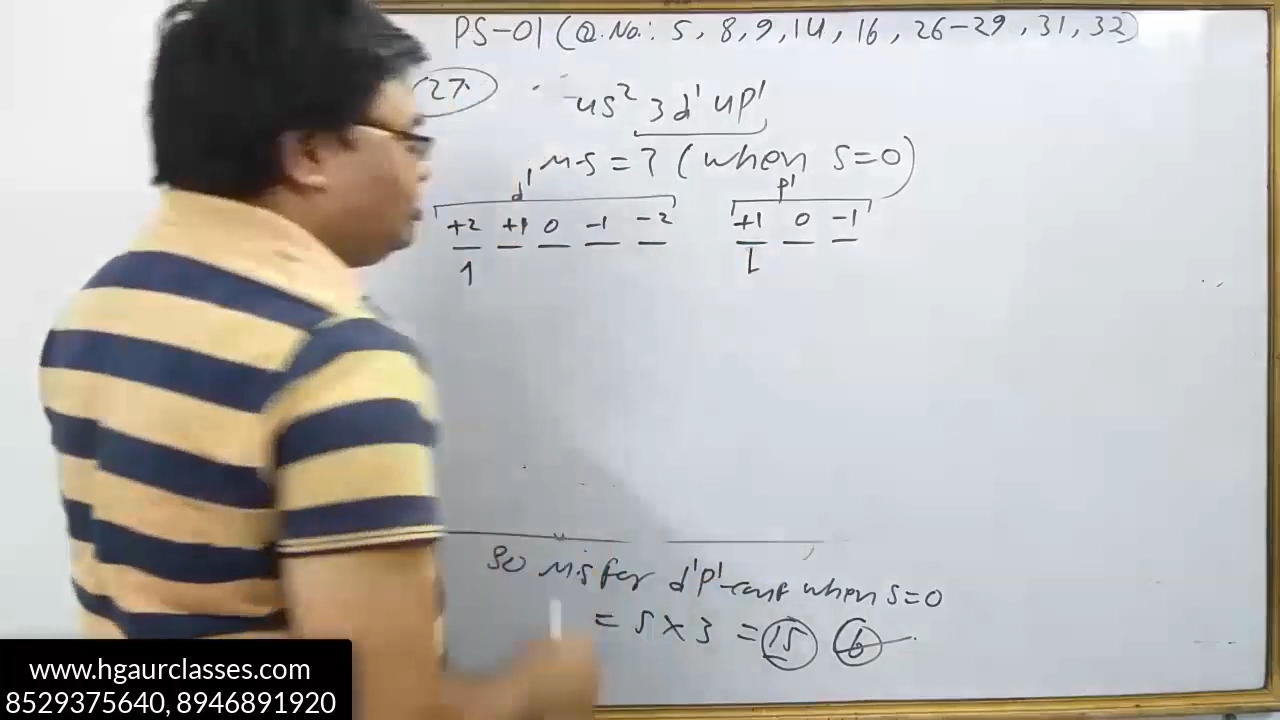 PS-01 (Q.No.: 5, 8, 9, 14, 16, 26-29, 31, 32)
27.
4s² 3d¹ 4p¹
M.S = ? (when S=0)
d¹ p¹
+2 +1 0 -1 -2 +1 0 -1
1 1
So M.S for d¹p¹-conf when S=0
= 5 × 3 = 15 6
www.hgaurclasses.com
8529375640, 8946891920